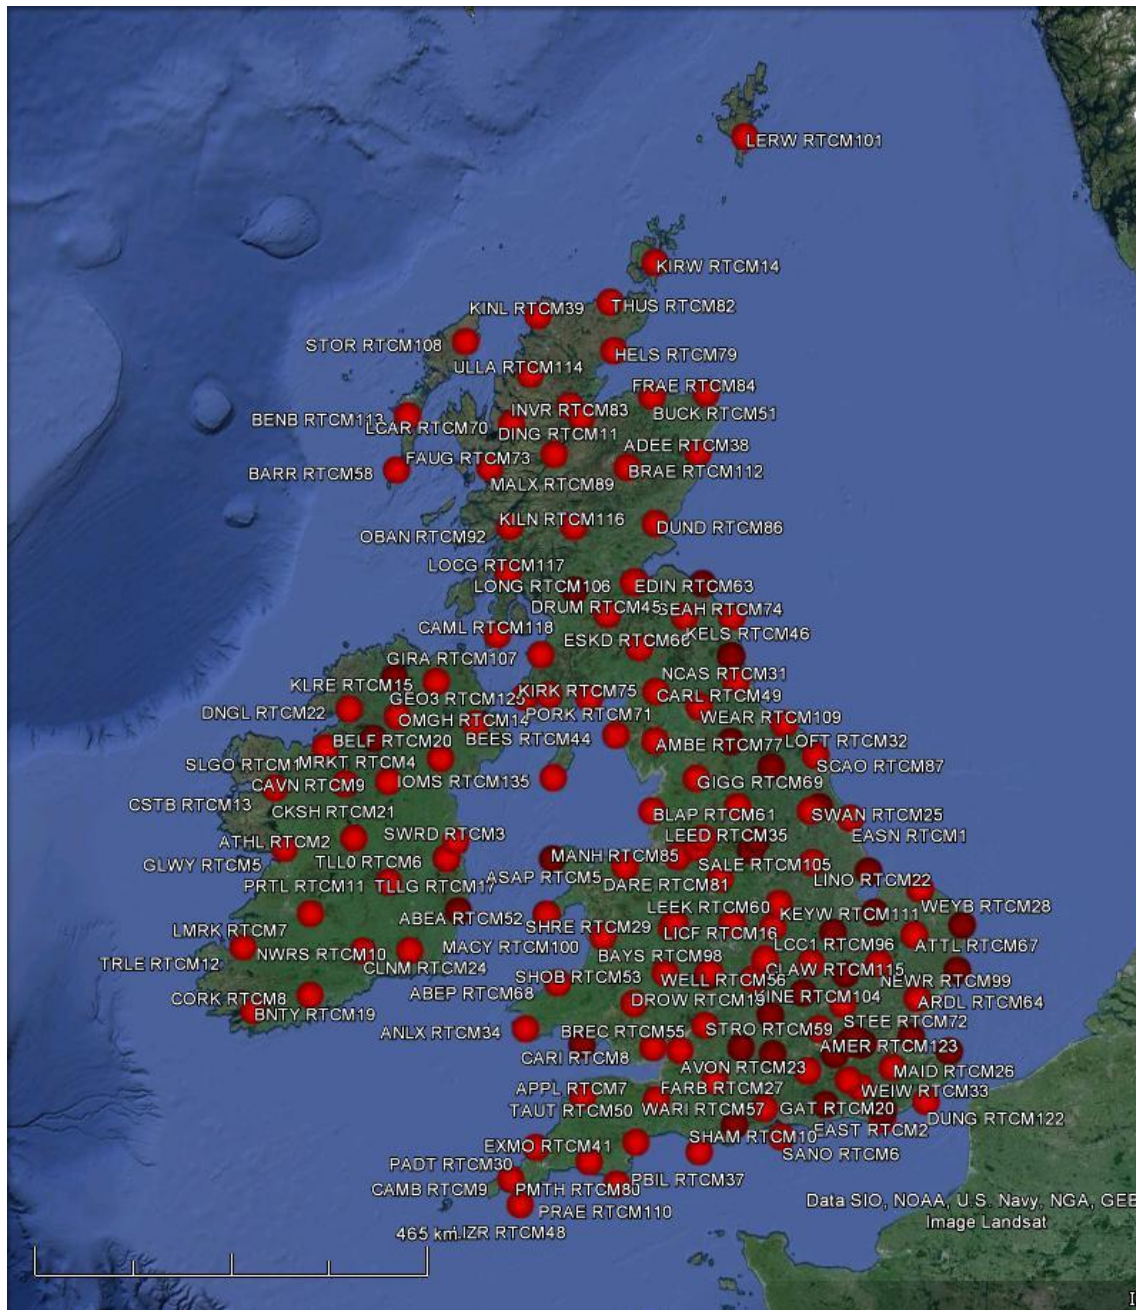 LERW RTCM101
KIRW RTCM14
KINL RTCM39
THUS RTCM82
STOR RTCM108
HELS RTCM79
ULLA RTCM114
FRAE RTCM84
INVR RTCM83
BUCK RTCM51
BENB RTCM113
LCAR RTCM70
DING RTCM11
ADEE RTCM38
FAUG RTCM73
BARR RTCM58
BRAE RTCM112
MALX RTCM89
KILN RTCM116
DUND RTCM86
OBAN RTCM92
LOCG RTCM117
LONG RTCM106
EDIN RTCM63
DRUM RTCM45
SEAH RTCM74
CAML RTCM118
KELS RTCM46
ESKD RTCM66
GIRA RTCM107
NCAS RTCM31
KLRE RTCM15
KIRK RTCM75
CARL RTCM49
GEO3 RTCM125
DNGL RTCM22
OMGH RTCM14
PORK RTCM71
WEAR RTCM109
BELF RTCM20
BEES RTCM44
AMBE RTCM77
LOFT RTCM32
SLGO RTCM1
MRKT RTCM4
SCAO RTCM87
CAVN RTCM9
IOMS RTCM135
GIGG RTCM69
CSTB RTCM13
CKSH RTCM21
BLAP RTCM61
SWAN RTCM25
EASN RTCM1
ATHL RTCM2
SWRD RTCM3
LEED RTCM35
GLWY RTCM5
TLL0 RTCM6
MANH RTCM85
SALE RTCM105
PRTL RTCM11
TLLG RTCM17
ASAP RTCM5
DARE RTCM81
LINO RTCM22
LEEK RTCM60
KEYW RTCM111
WEYB RTCM28
ABEA RTCM52
SHRE RTCM29
LICF RTCM16
LMRK RTCM7
NWRS RTCM10
MACY RTCM100
LCC1 RTCM96
ATTL RTCM67
TRLE RTCM12
CLNM RTCM24
BAYS RTCM98
CLAW RTCM115
SHOB RTCM53
WELL RTCM56
NEWR RTCM99
CORK RTCM8
ABEP RTCM68
DROW RTCM19
KINE RTCM104
ARDL RTCM64
BNTY RTCM19
STEE RTCM72
ANLX RTCM34
BREC RTCM55
STRO RTCM59
AMER RTCM123
CARI RTCM8
AVON RTCM23
MAID RTCM26
APPL RTCM7
FARB RTCM27
WEIW RTCM33
TAUT RTCM50
WARI RTCM57
GAT RTCM20
DUNG RTCM122
SHAM RTCM10
EAST RTCM2
EXMO RTCM41
SANO RTCM6
PADT RTCM30
PBIL RTCM37
CAMB RTCM9
PMTH RTCM80
PRAE RTCM110
Data SIO, NOAA, U.S. Navy, NGA, GEB
Image Landsat
465 km
LIZR RTCM48